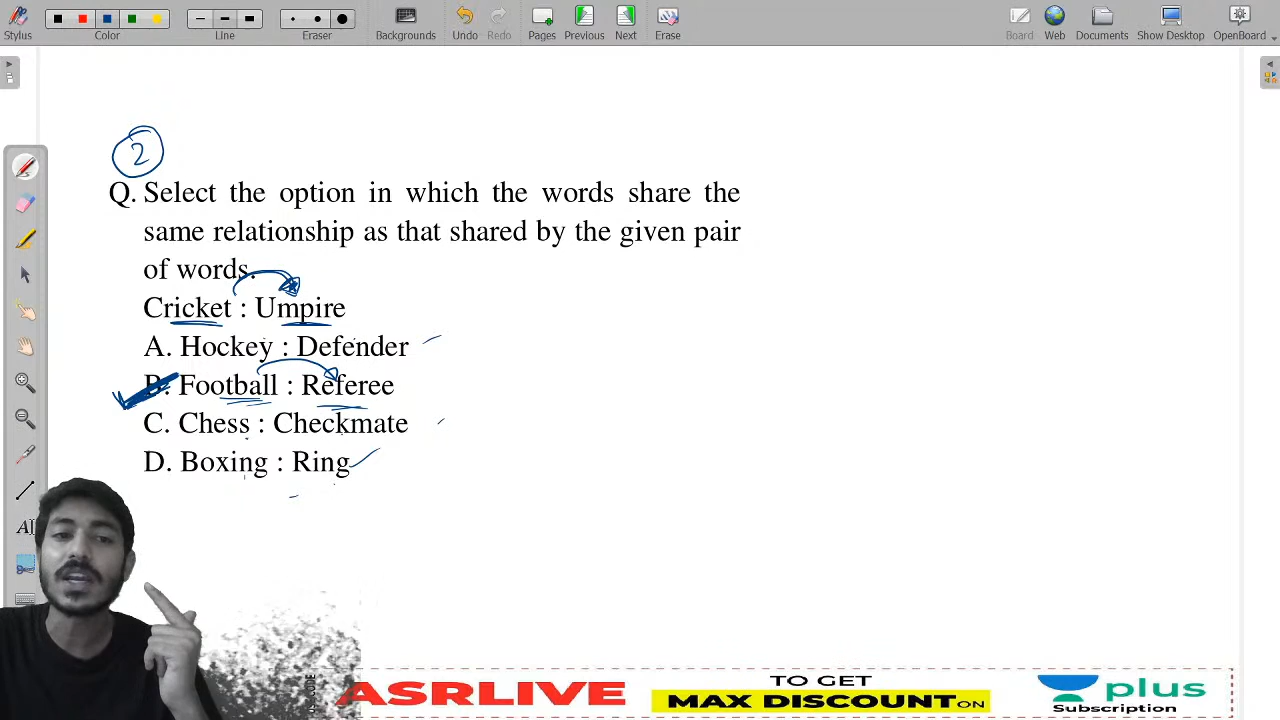 Stylus
Color
Line
Eraser
Backgrounds
Undo
Redo
Pages
Previous
Next
Erase
Board
Web
Documents
Show Desktop
OpenBoard
2
Q. Select the option in which the words share the
same relationship as that shared by the given pair
of words.
Cricket : Umpire
A. Hockey : Defender
B. Football : Referee
C. Chess : Checkmate
D. Boxing : Ring
AI
ASRLIVE
TO GET
MAX DISCOUNT ON
plus
Subscription